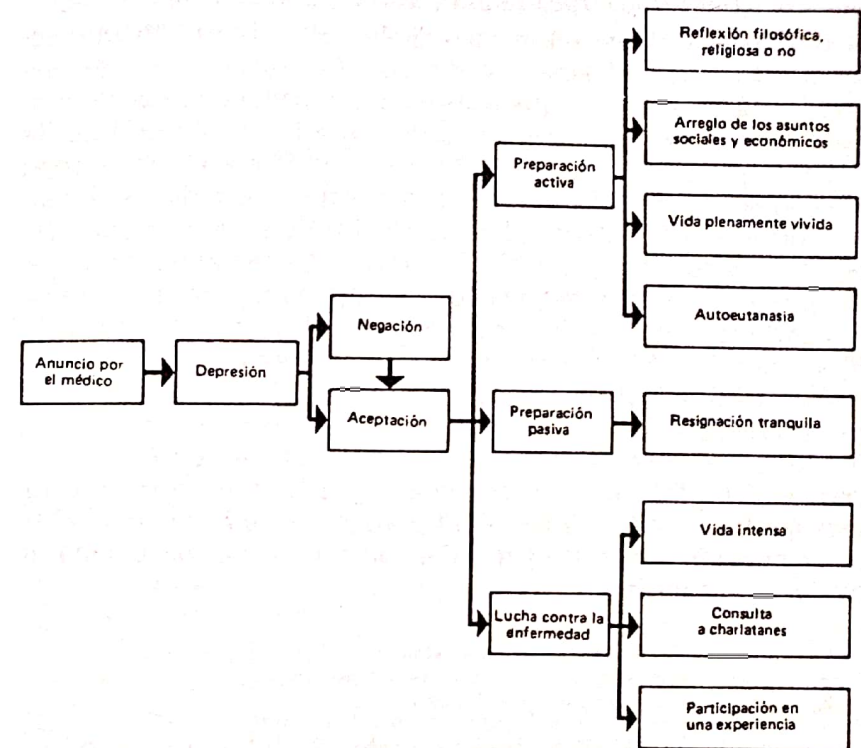 Reflexión filosófica,
religiosa o no
Arreglo de los asuntos
sociales y económicos
Preparación
activa
Vida plenamente vivida
Autoeutanasia
Negación
Anuncio por
el médico
Depresión
Aceptación
Preparación
pasiva
Resignación tranquila
Vida intensa
Lucha contra la
enfermedad
Consulta
a charlatanes
Participación en
una experiencia